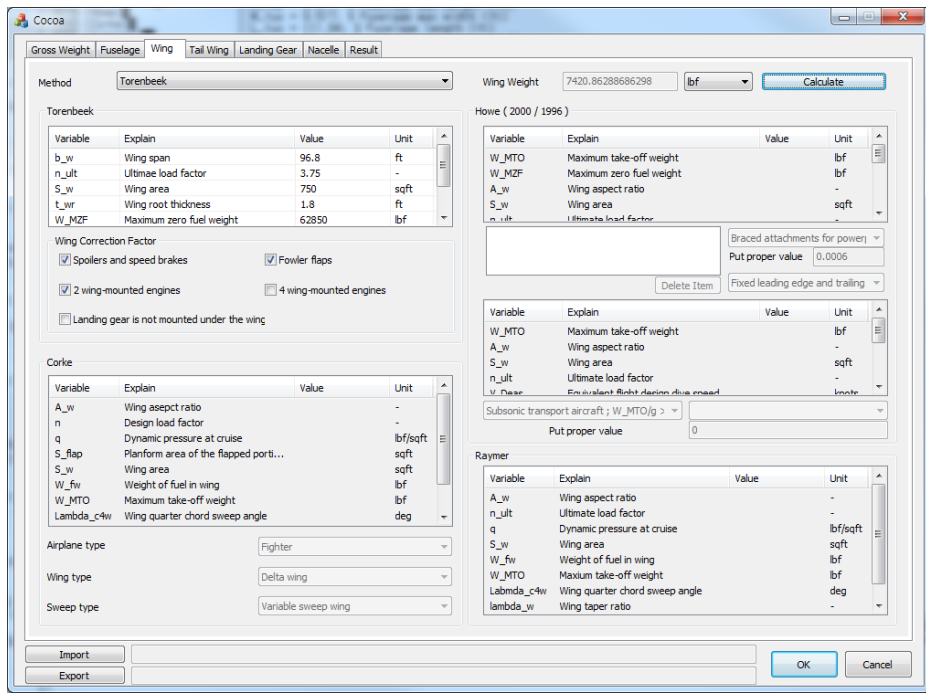 Cocoa
Gross Weight Fuselage Wing Tail Wing Landing Gear Nacelle Result
Method Torenbeek Wing Weight 7420.86288686298 lbf Calculate
Torenbeek
Variable Explain Value Unit
b_w Wing span 96.8 ft
n_ult Ultimae load factor 3.75 -
S_w Wing area 750 sqft
t_wr Wing root thickness 1.8 ft
W_MZF Maximum zero fuel weight 62850 lbf
Wing Correction Factor
Spoilers and speed brakes Fowler flaps
2 wing-mounted engines 4 wing-mounted engines
Landing gear is not mounted under the wing
Corke
Variable Explain Value Unit
A_w Wing asepct ratio -
n Design load factor -
q Dynamic pressure at cruise lbf/sqft
S_flap Planform area of the flapped porti... sqft
S_w Wing area sqft
W_fw Weight of fuel in wing lbf
W_MTO Maximum take-off weight lbf
Lambda_c4w Wing quarter chord sweep angle deg
Airplane type Fighter
Wing type Delta wing
Sweep type Variable sweep wing
Howe ( 2000 / 1996 )
Variable Explain Value Unit
W_MTO Maximum take-off weight lbf
W_MZF Maximum zero fuel weight lbf
A_w Wing aspect ratio -
S_w Wing area sqft
n_ult Ultimate load factor -
Braced attachments for power
Put proper value 0.0006
Delete Item Fixed leading edge and trailing
Variable Explain Value Unit
W_MTO Maximum take-off weight lbf
A_w Wing aspect ratio -
S_w Wing area sqft
n_ult Ultimate load factor -
V_Deas Equivalent flight design dive speed knots
Subsonic transport aircraft ; W_MTO/g >
Put proper value 0
Raymer
Variable Explain Value Unit
A_w Wing aspect ratio -
n_ult Ultimate load factor -
q Dynamic pressure at cruise lbf/sqft
S_w Wing area sqft
W_fw Weight of fuel in wing lbf
W_MTO Maxium take-off weight lbf
Labmda_c4w Wing quarter chord sweep angle deg
lambda_w Wing taper ratio -
Import
Export
OK Cancel